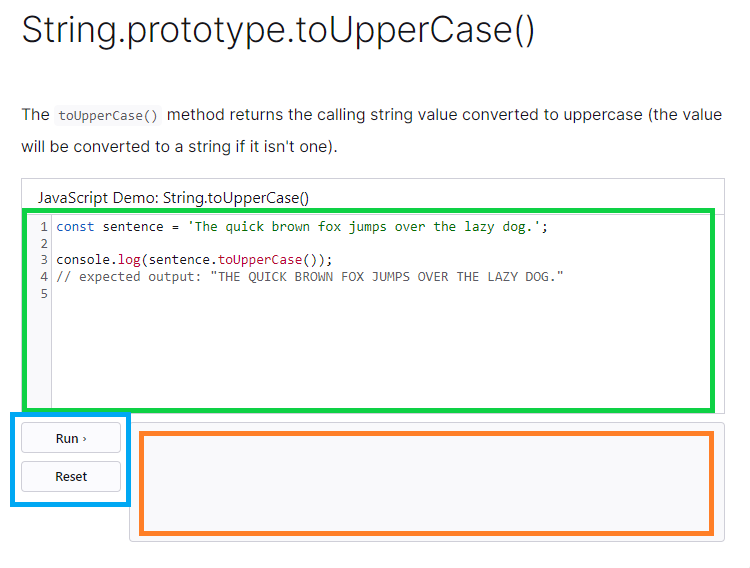 String.prototype.toUpperCase()
The toUpperCase() method returns the calling string value converted to uppercase (the value
will be converted to a string if it isn't one).
JavaScript Demo: String.toUpperCase()
1 const sentence = 'The quick brown fox jumps over the lazy dog.';
2
3 console.log(sentence.toUpperCase());
4 // expected output: "THE QUICK BROWN FOX JUMPS OVER THE LAZY DOG."
5
Run ›
Reset